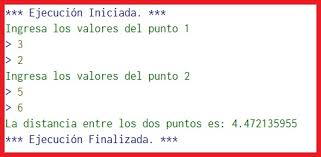 *** Ejecución Iniciada. ***
Ingresa los valores del punto 1
> 3
> 2
Ingresa los valores del punto 2
> 5
> 6
La distancia entre los dos puntos es: 4.472135955
*** Ejecución Finalizada. ***